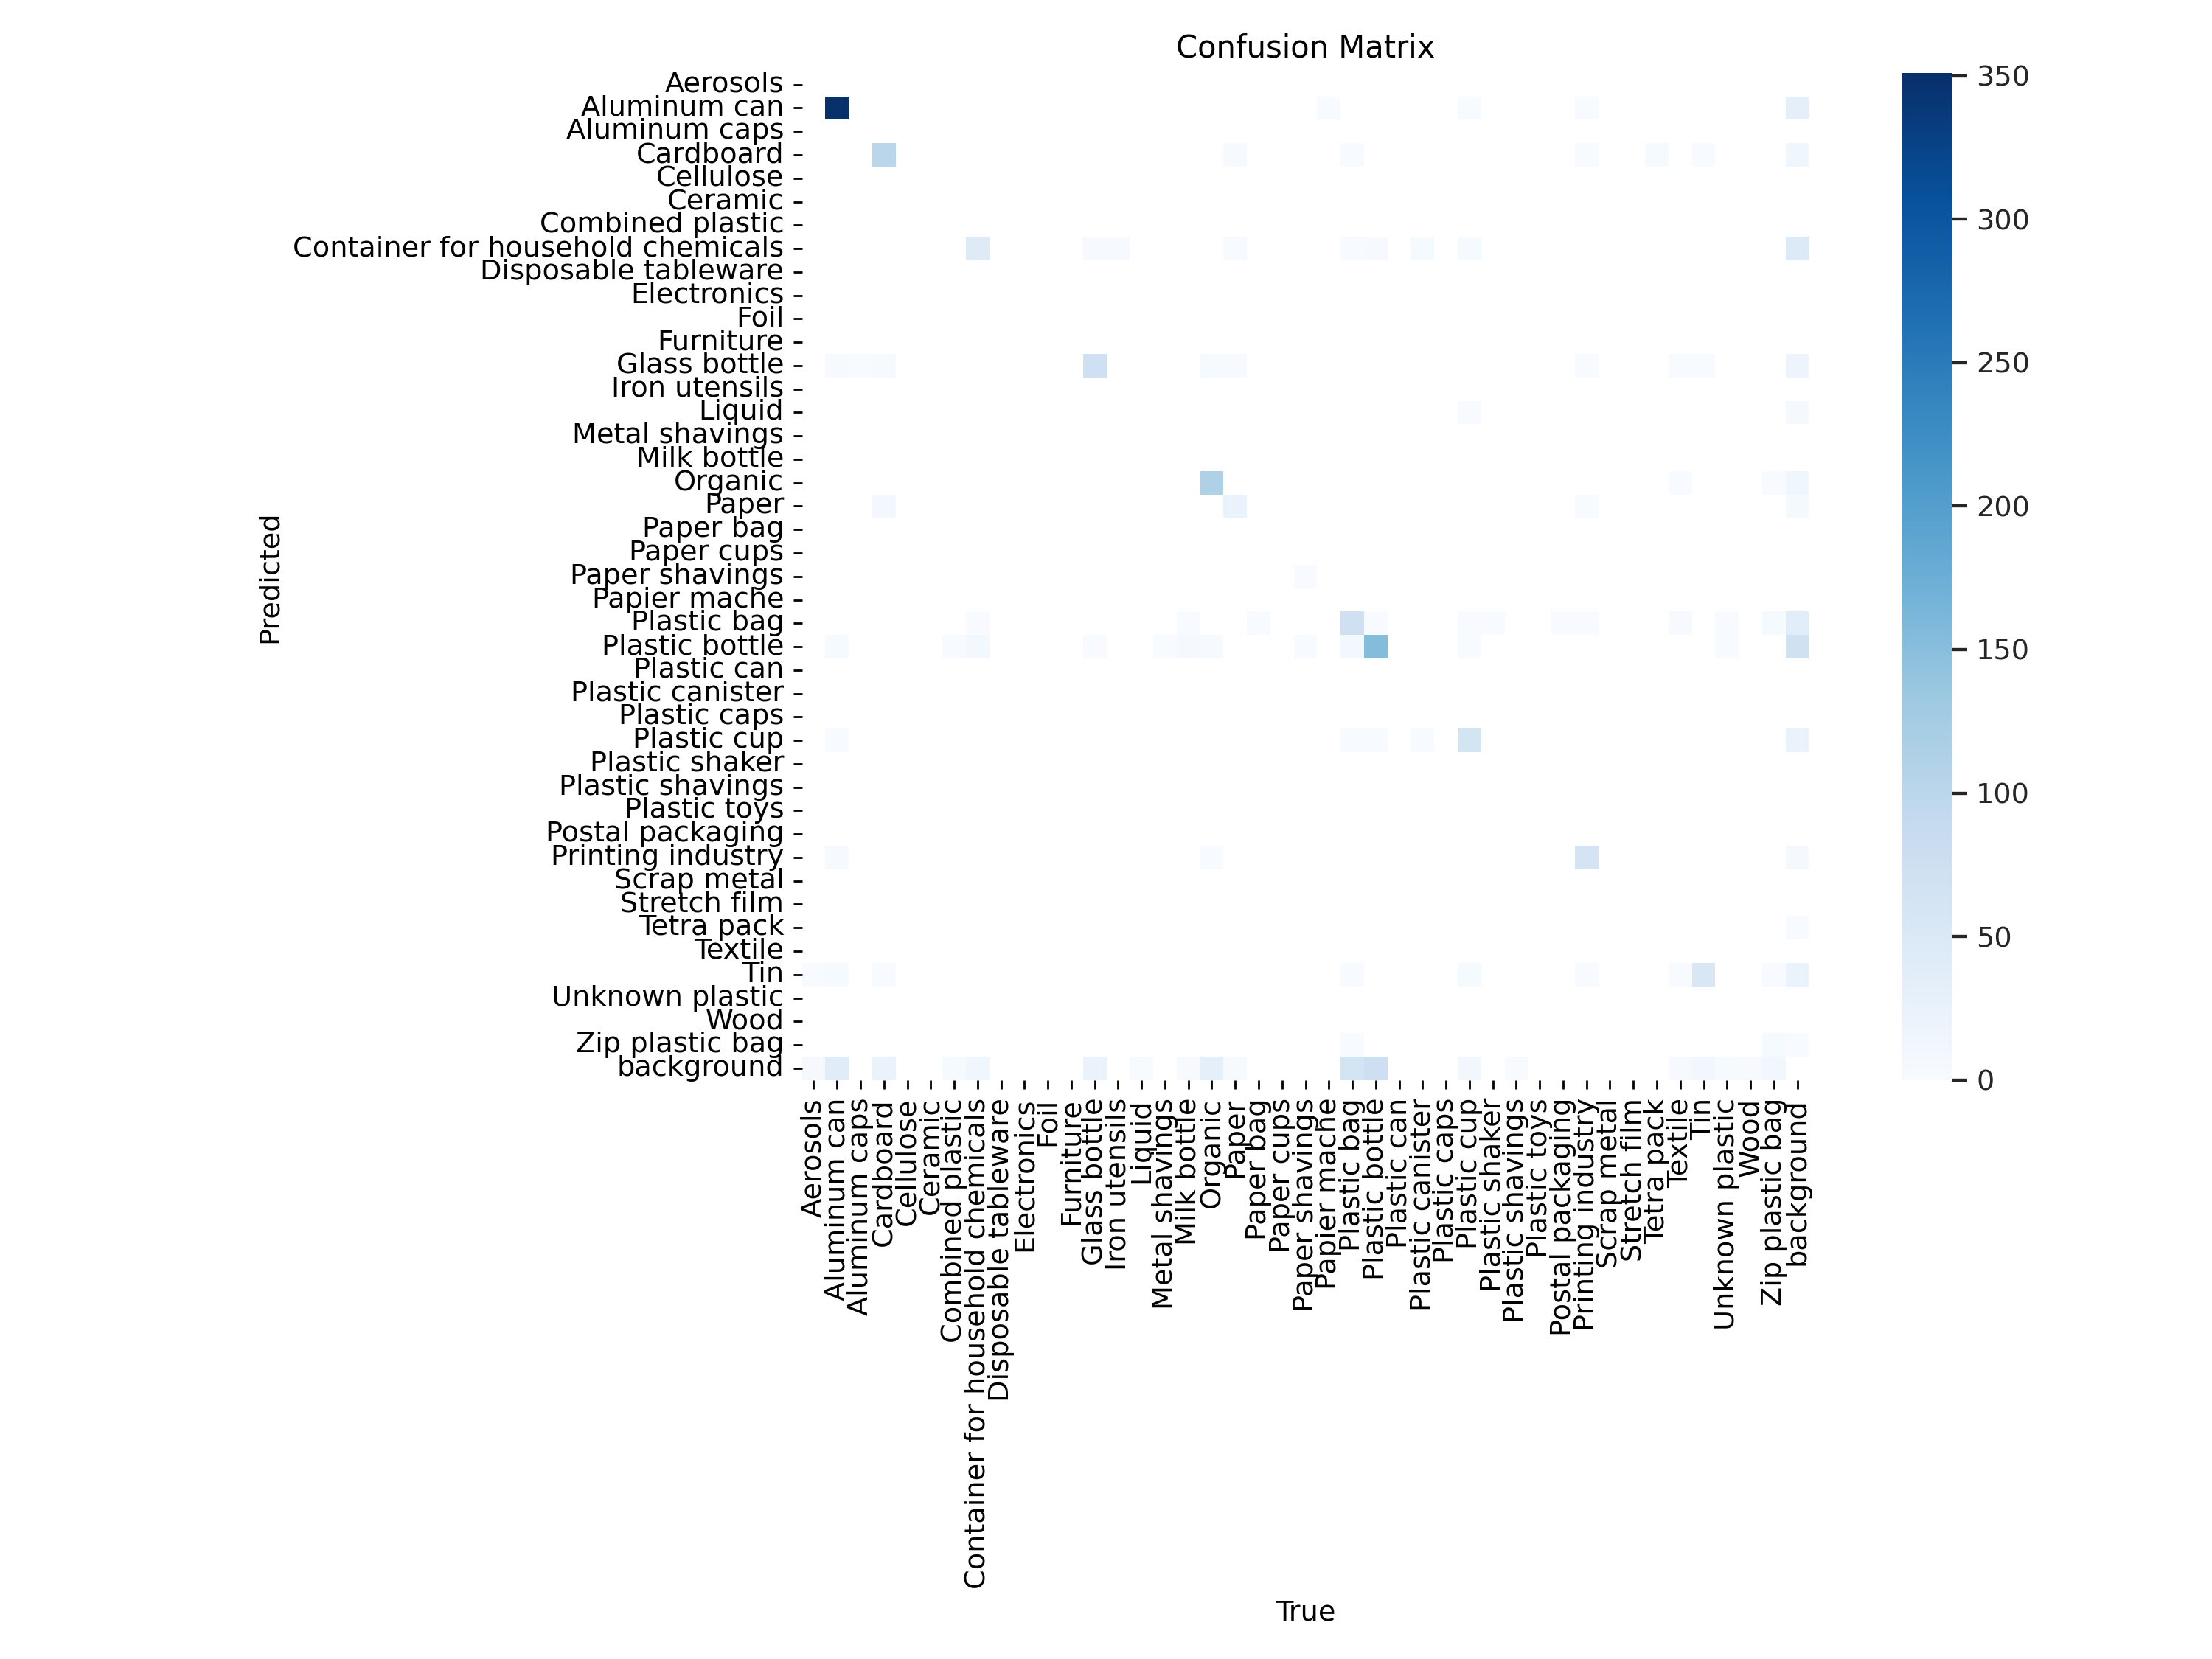 Confusion Matrix
Aerosols
Aluminum can
Aluminum caps
Cardboard
Cellulose
Ceramic
Combined plastic
Container for household chemicals
Disposable tableware
Electronics
Foil
Furniture
Glass bottle
Iron utensils
Liquid
Metal shavings
Milk bottle
Organic
Paper
Paper bag
Paper cups
Paper shavings
Papier mache
Plastic bag
Plastic bottle
Plastic can
Plastic canister
Plastic caps
Plastic cup
Plastic shaker
Plastic shavings
Plastic toys
Postal packaging
Printing industry
Scrap metal
Stretch film
Tetra pack
Textile
Tin
Unknown plastic
Wood
Zip plastic bag
background
Predicted
Aerosols
Aluminum can
Aluminum caps
Cardboard
Cellulose
Ceramic
Combined plastic
Container for household chemicals
Disposable tableware
Electronics
Foil
Furniture
Glass bottle
Iron utensils
Liquid
Metal shavings
Milk bottle
Organic
Paper
Paper bag
Paper cups
Paper shavings
Papier mache
Plastic bag
Plastic bottle
Plastic can
Plastic canister
Plastic caps
Plastic cup
Plastic shaker
Plastic shavings
Plastic toys
Postal packaging
Printing industry
Scrap metal
Stretch film
Tetra pack
Textile
Tin
Unknown plastic
Wood
Zip plastic bag
background
True
350
300
250
200
150
100
50
0